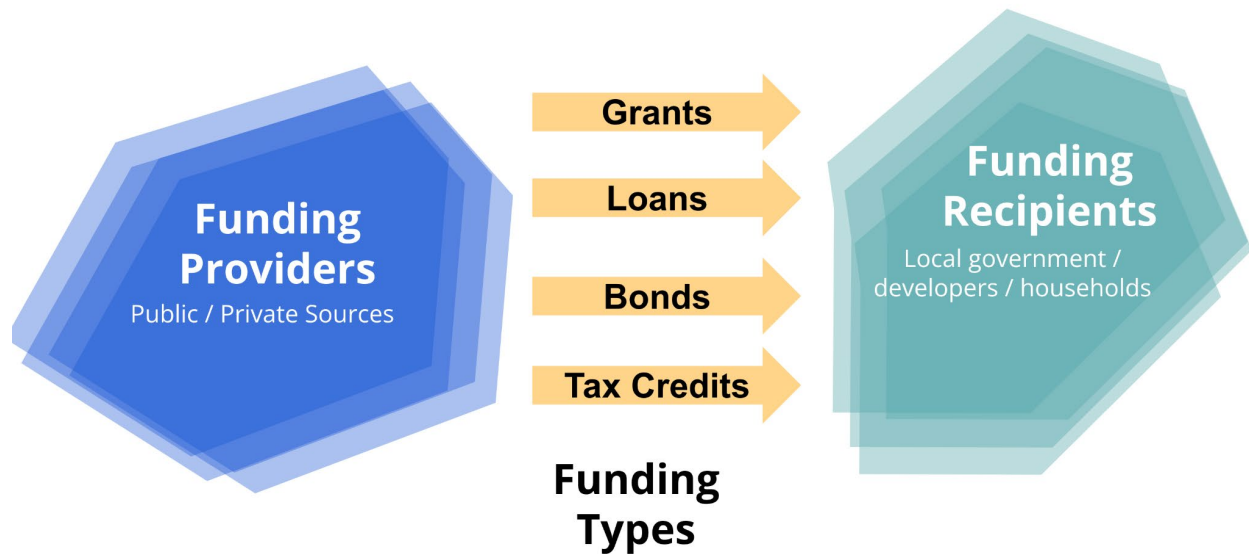 Funding
Providers
Public / Private Sources
Grants
Loans
Bonds
Tax Credits
Funding
Types
Funding
Recipients
Local government /
developers / households